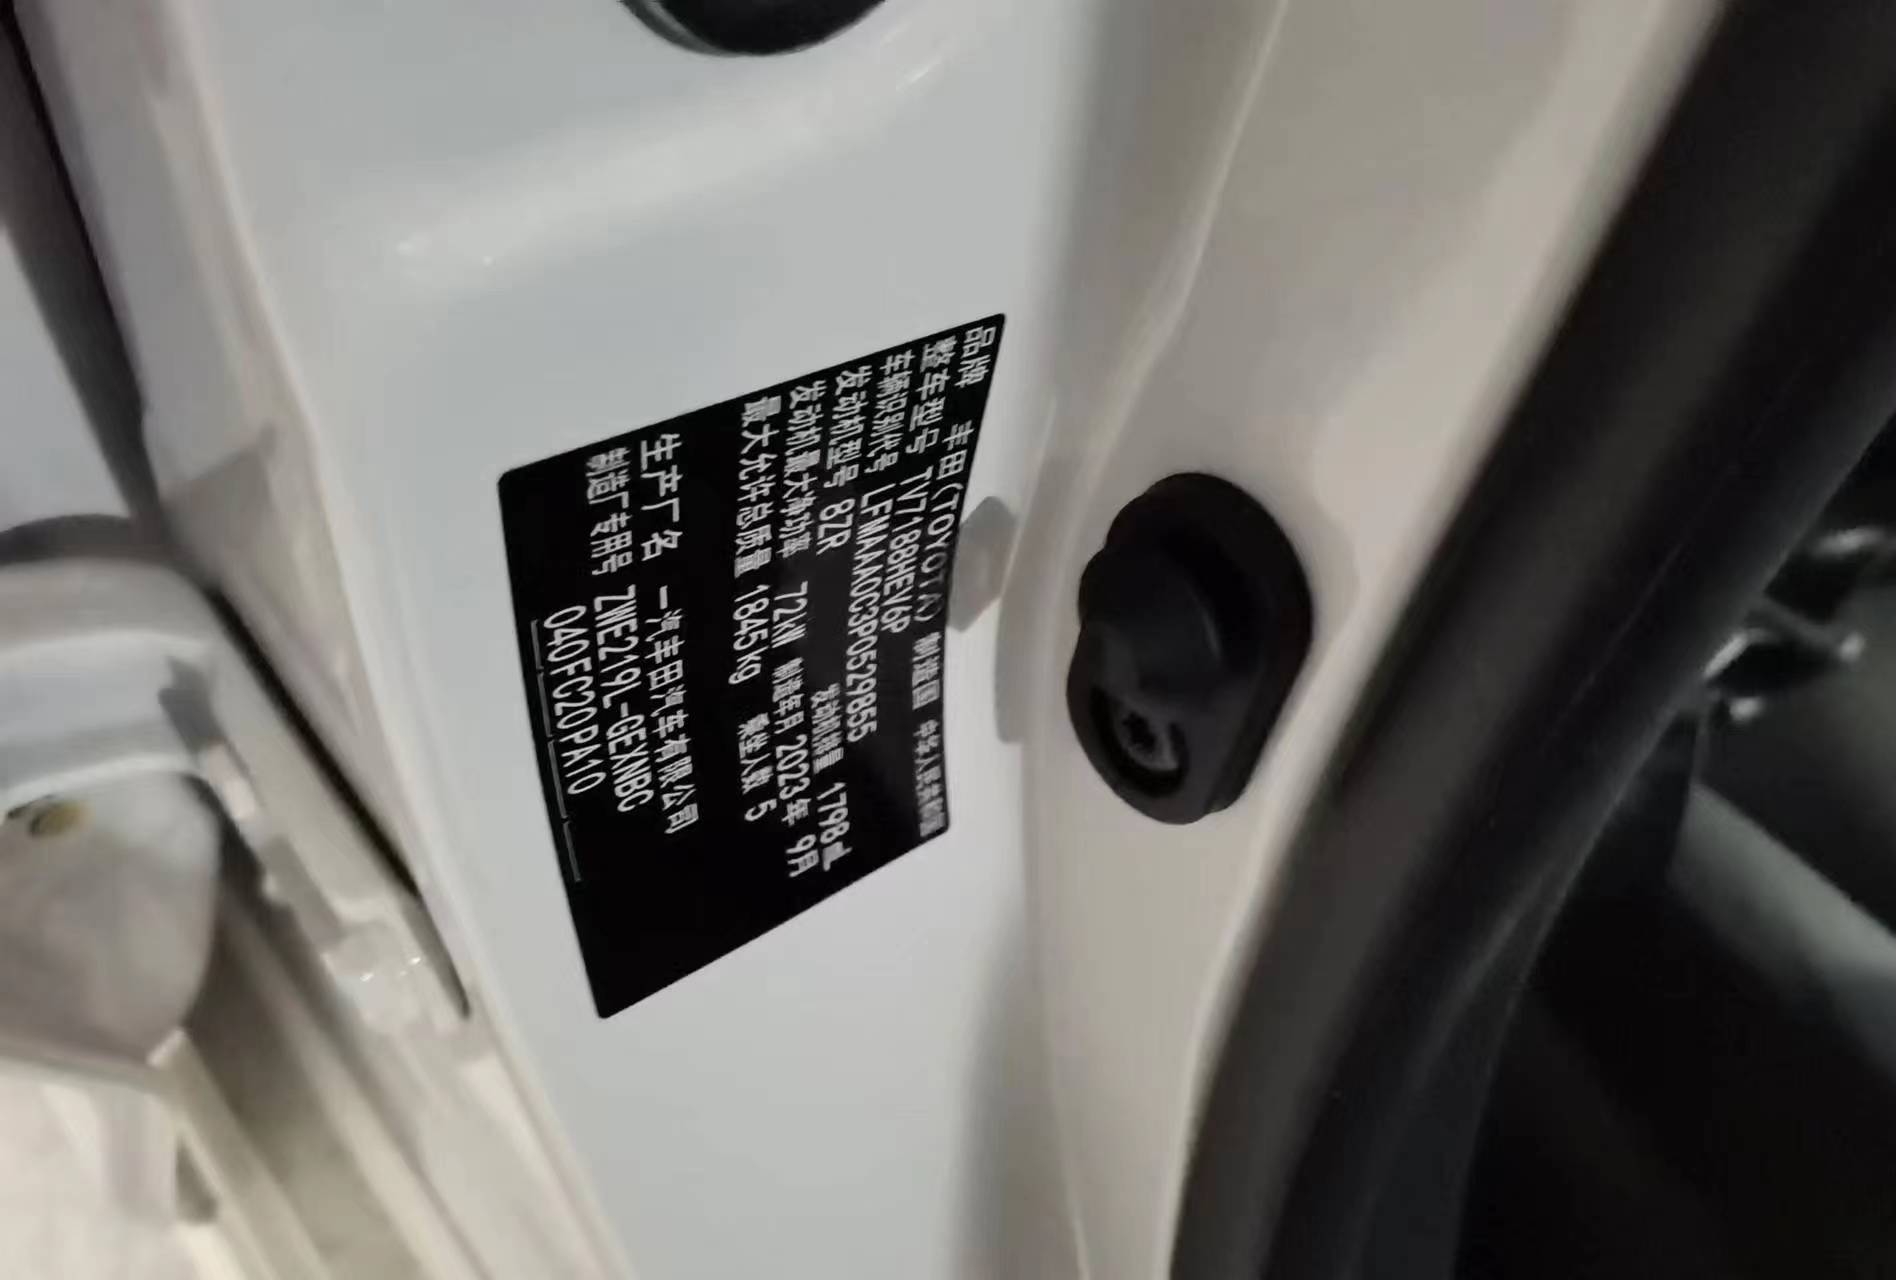 品牌 丰田(TOYOTA) 制造国 中华人民共和国
整车型号 TV7188HEV6P
车辆识别代号 LFMAAA0C3P0529855
发动机型号 8ZR 发动机排量 1798mL
发动机最大净功率 72kW 制造年月 2023年 9月
最大允许总质量 1845kg 乘坐人数 5
生产厂名 一汽丰田汽车有限公司
制造厂专用号 ZWE219L-GEXNBC
040FC20PA10